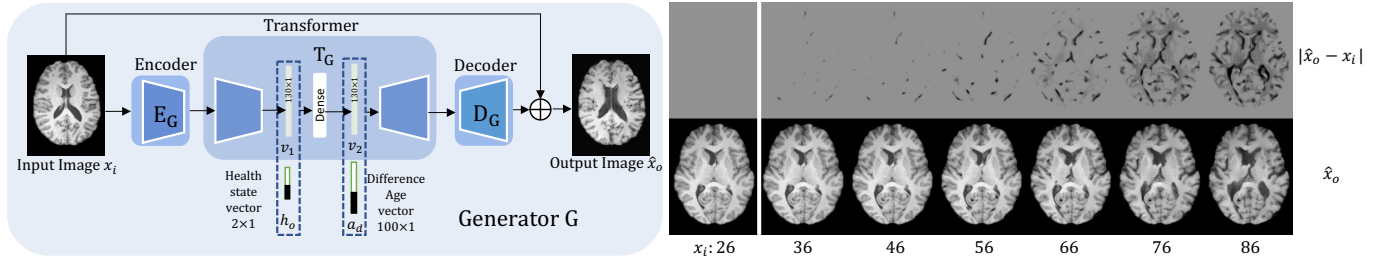 Transformer
Encoder
T_G
Decoder
E_G
130×1
Dense
130×1
D_G
Input Image x_i
v_1
v_2
Output Image x̂_o
Health
state
vector
2×1
h_o
Difference
Age
vector
100×1
a_d
Generator G
|x̂_o − x_i|
x̂_o
x_i: 26
36
46
56
66
76
86